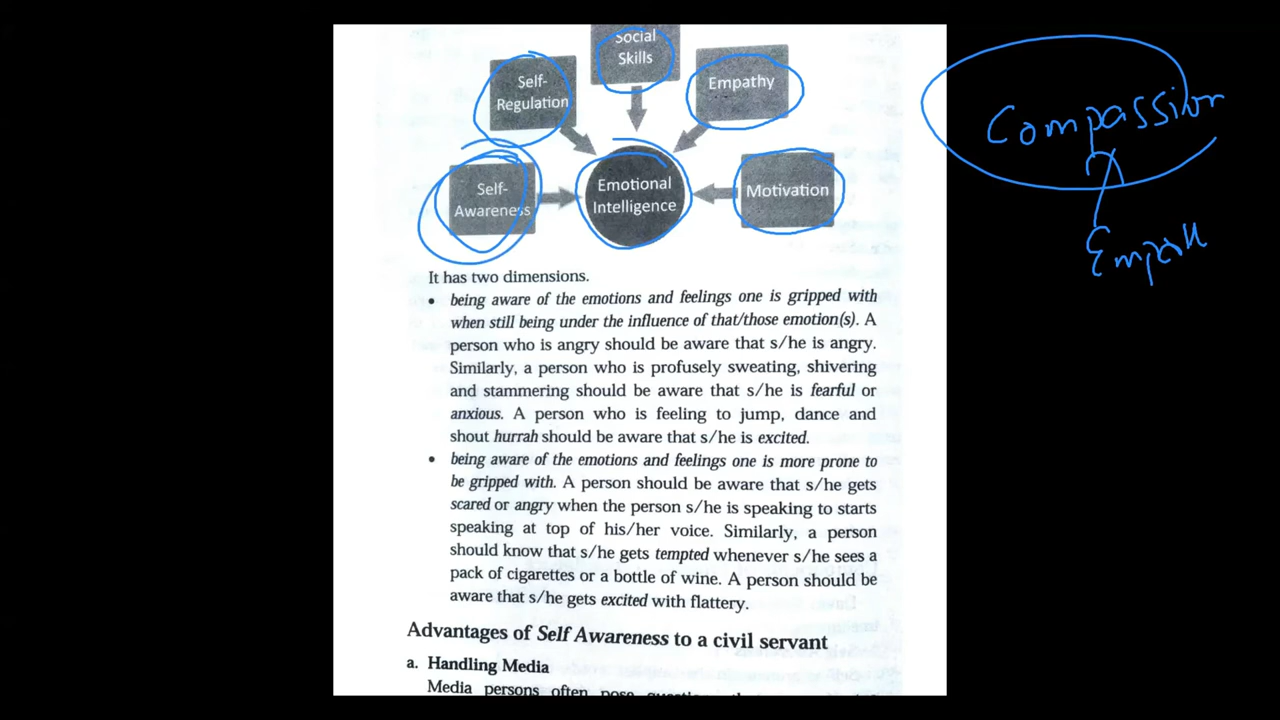 Social
Skills
Self-
Regulation
Empathy
Compassion
Self-
Awareness
Emotional
Intelligence
Motivation
Empath
It has two dimensions.
• being aware of the emotions and feelings one is gripped with
when still being under the influence of that/those emotion(s). A
person who is angry should be aware that s/he is angry.
Similarly, a person who is profusely sweating, shivering
and stammering should be aware that s/he is fearful or
anxious. A person who is feeling to jump, dance and
shout hurrah should be aware that s/he is excited.
• being aware of the emotions and feelings one is more prone to
be gripped with. A person should be aware that s/he gets
scared or angry when the person s/he is speaking to starts
speaking at top of his/her voice. Similarly, a person
should know that s/he gets tempted whenever s/he sees a
pack of cigarettes or a bottle of wine. A person should be
aware that s/he gets excited with flattery.
Advantages of Self Awareness to a civil servant
a. Handling Media
Media persons often pose